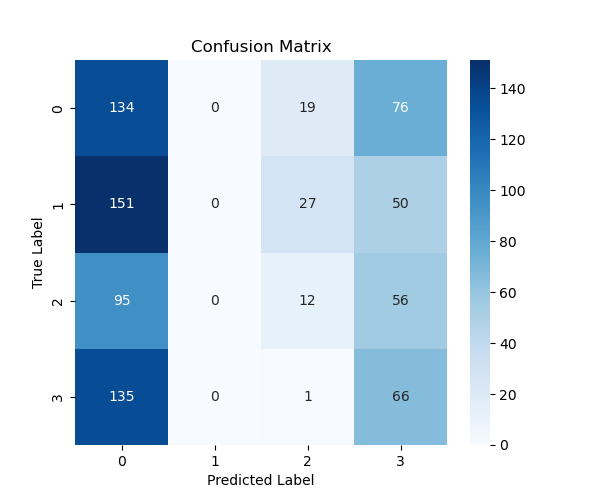 Confusion Matrix
0 134 0 19 76
1 151 0 27 50
2 95 0 12 56
3 135 0 1 66
0 1 2 3
True Label
Predicted Label
140
120
100
80
60
40
20
0